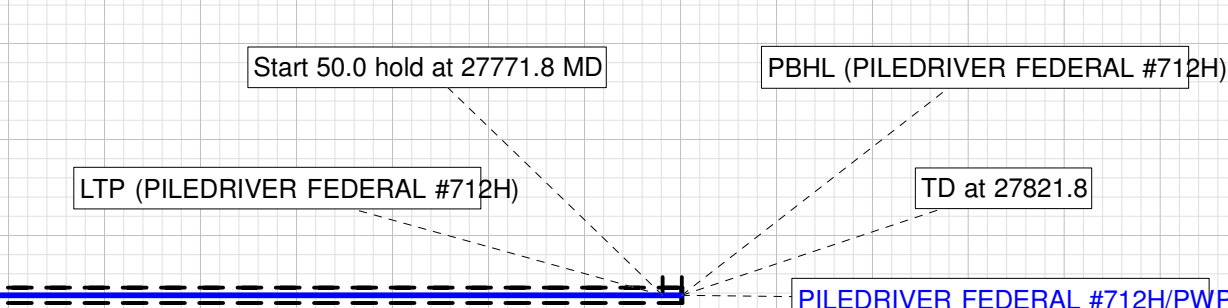 Start 50.0 hold at 27771.8 MD
PBHL (PILEDRIVER FEDERAL #712H)
LTP (PILEDRIVER FEDERAL #712H)
TD at 27821.8
PILEDRIVER FEDERAL #712H/PWP